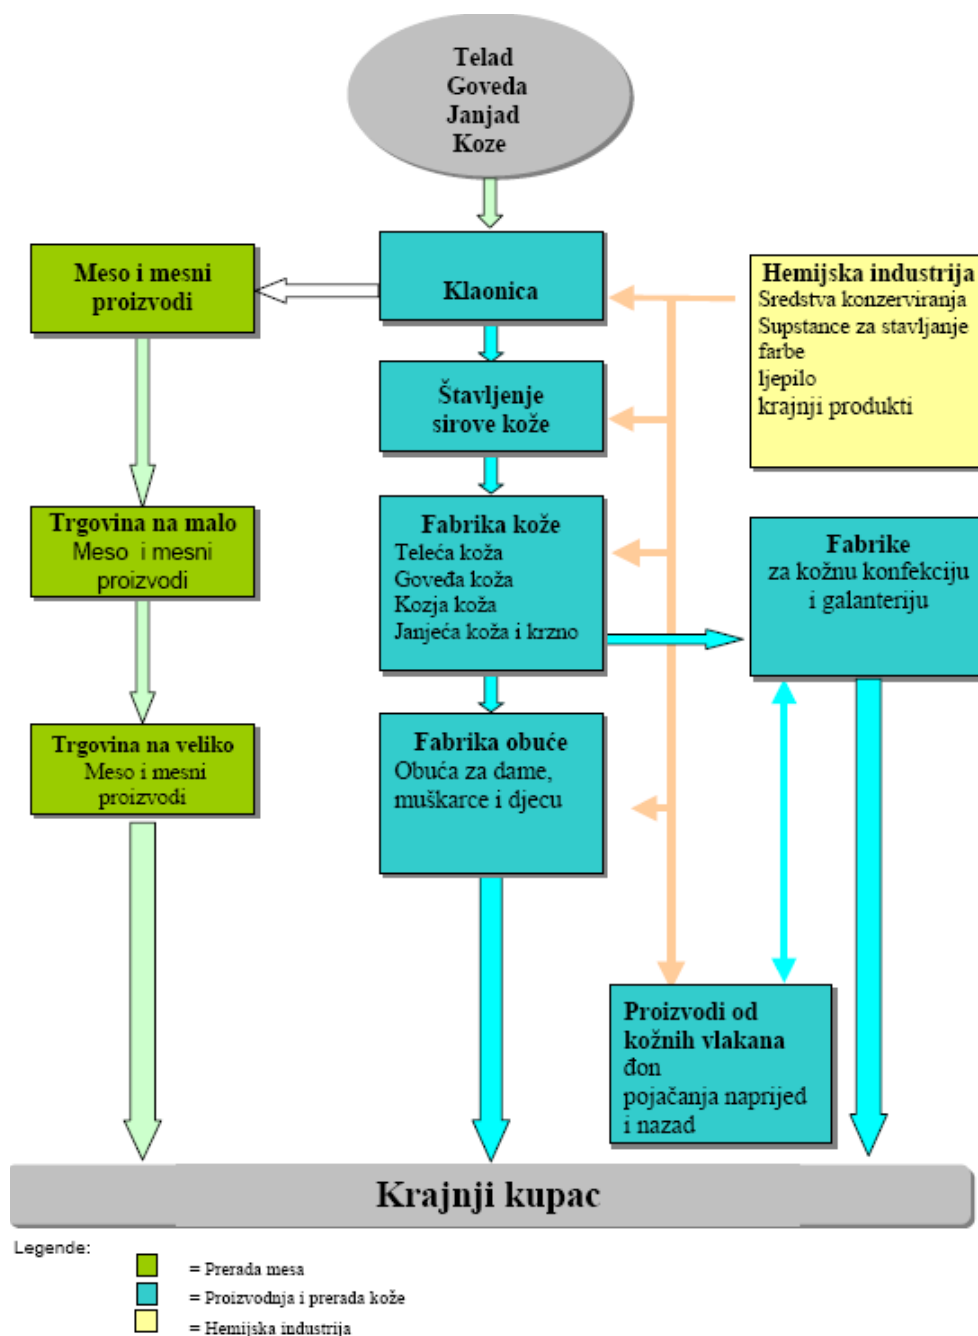 Telad
Goveda
Janjad
Koze
Meso i mesni
proizvodi
Klaonica
Hemijska industrija
Sredstva konzerviranja
Supstance za stavljanje
farbe
ljepilo
krajnji produkti
Štavljenje
sirove kože
Trgovina na malo
Meso i mesni
proizvodi
Fabrika kože
Teleća koža
Goveđa koža
Kozja koža
Janjeća koža i krzno
Fabrike
za kožnu konfekciju
i galanteriju
Trgovina na veliko
Meso i mesni
proizvodi
Fabrika obuće
Obuća za dame,
muškarce i djecu
Proizvodi od
kožnih vlakana
đon
pojačanja naprijed
i nazad
Krajnji kupac
Legende:
= Prerada mesa
= Proizvodnja i prerada kože
= Hemijska industrija